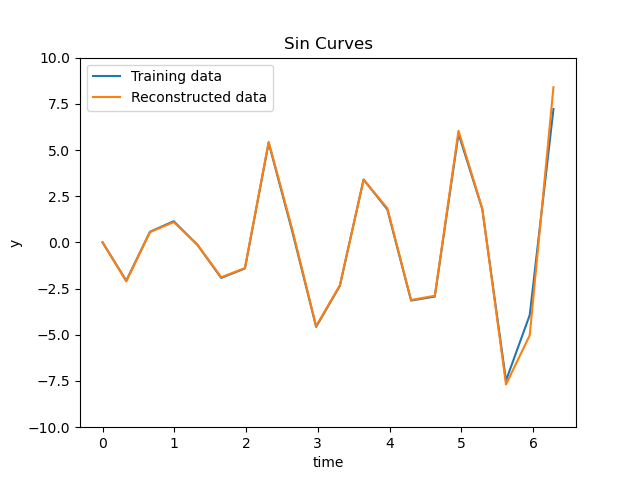 Sin Curves
Training data
Reconstructed data
10.0
7.5
5.0
2.5
0.0
−2.5
−5.0
−7.5
−10.0
y
0 1 2 3 4 5 6
time